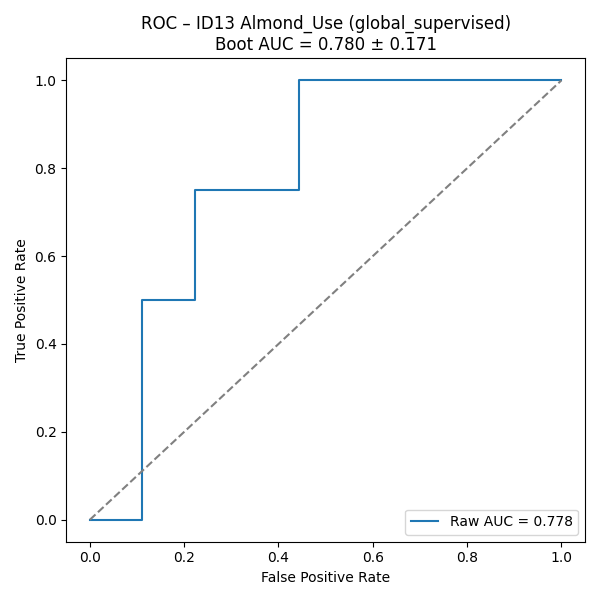 ROC – ID13 Almond_Use (global_supervised)
Boot AUC = 0.780 ± 0.171
1.0
0.8
0.6
0.4
0.2
0.0
True Positive Rate
Raw AUC = 0.778
0.0 0.2 0.4 0.6 0.8 1.0
False Positive Rate